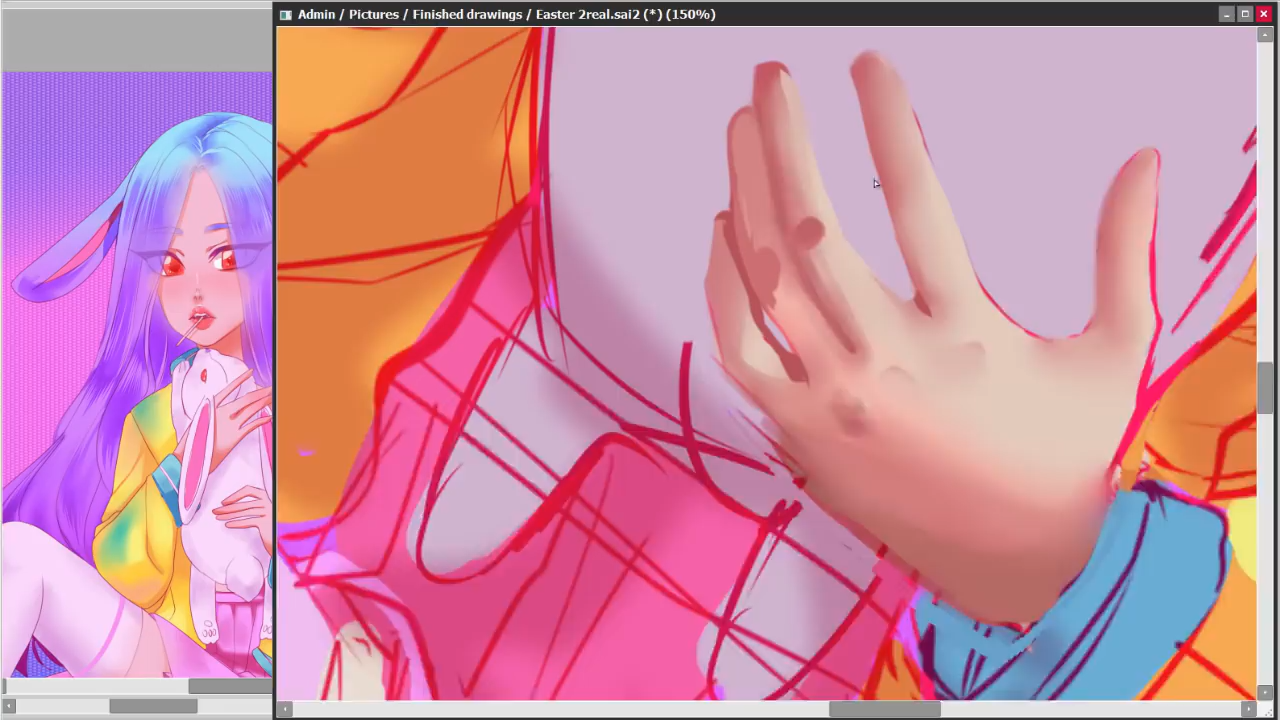 Admin / Pictures / Finished drawings / Easter 2real.sai2 (*) (150%)